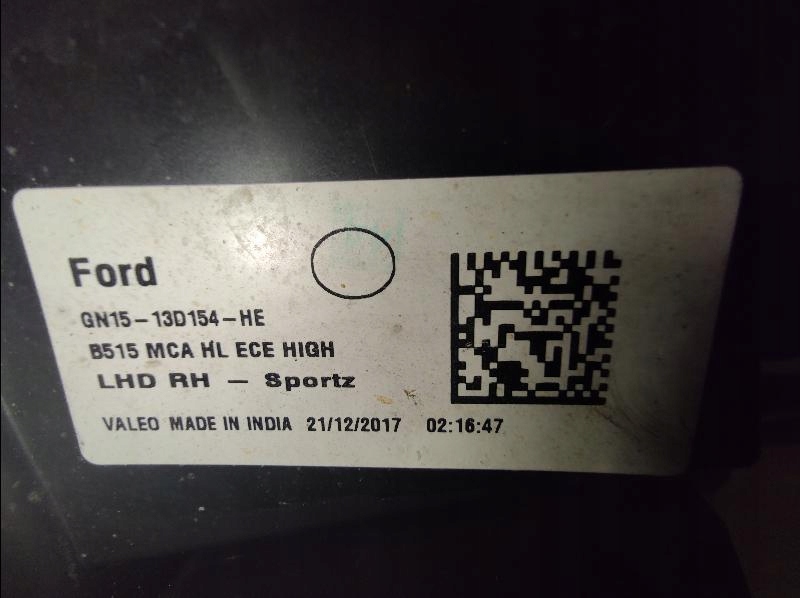 Ford
GN15-13D154-HE
B515 MCA HL ECE HIGH
LHD RH - Sportz
VALEO MADE IN INDIA 21/12/2017 02:16:47